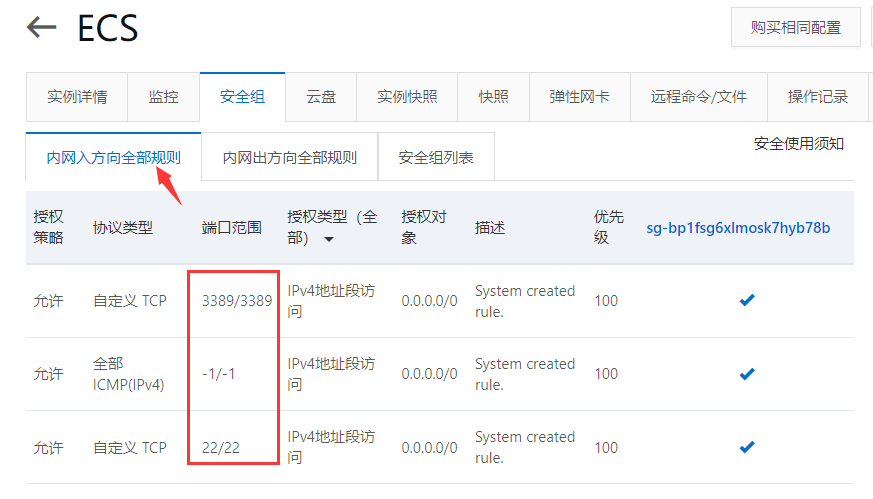 ECS
购买相同配置
实例详情 监控 安全组 云盘 实例快照 快照 弹性网卡 远程命令/文件 操作记录
内网入方向全部规则 内网出方向全部规则 安全组列表 安全使用须知
授权策略 协议类型 端口范围 授权类型（全部） 授权对象 描述 优先级 sg-bp1fsg6xlmosk7hyb78b
允许 自定义 TCP 3389/3389 IPv4地址段访问 0.0.0.0/0 System created rule. 100
允许 全部 ICMP(IPv4) -1/-1 IPv4地址段访问 0.0.0.0/0 System created rule. 100
允许 自定义 TCP 22/22 IPv4地址段访问 0.0.0.0/0 System created rule. 100